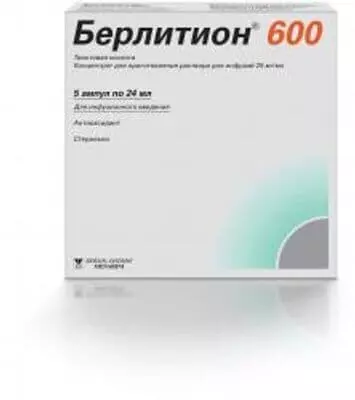 Берлитион® 600
Тиоктовая кислота
Концентрат для приготовления раствора для инфузий 25 мг/мл
5 ампул по 24 мл
Для инфузионного введения
Антиоксидант
Стерильно
BERLIN-CHEMIE
MENARINI